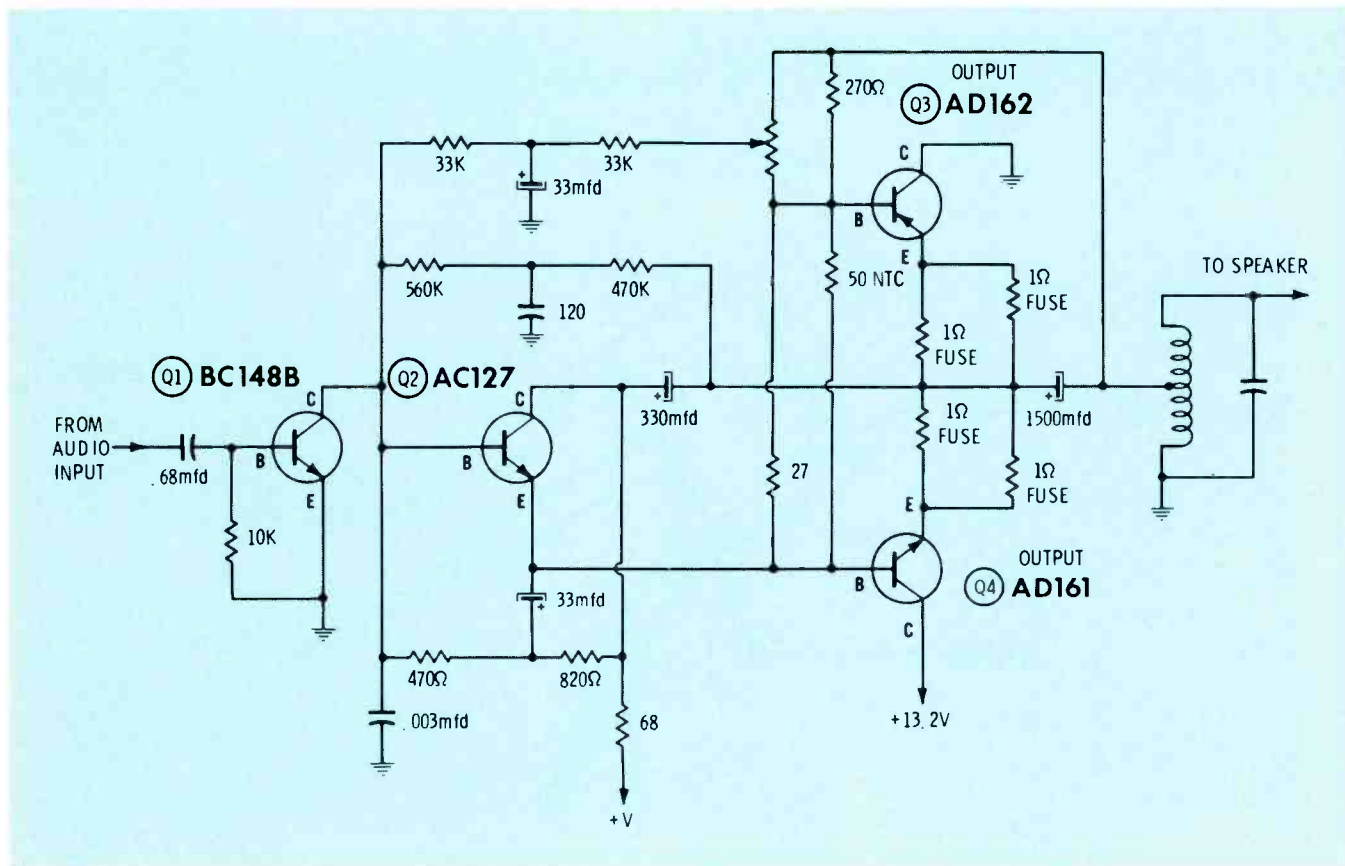 OUTPUT
Q3 AD162
270Ω
C
33K
33K
33mfd
+
B
E
50 NTC
1Ω
FUSE
1Ω
FUSE
TO SPEAKER
560K
470K
120
Q1 BC148B
Q2 AC127
C
C
330mfd
+
1500mfd
+
1Ω
FUSE
1Ω
FUSE
FROM
AUDIO
INPUT
.68mfd
B
B
E
E
27
10K
E
OUTPUT
Q4 AD161
B
C
33mfd
+
470Ω
820Ω
.003mfd
68
+13.2V
+V